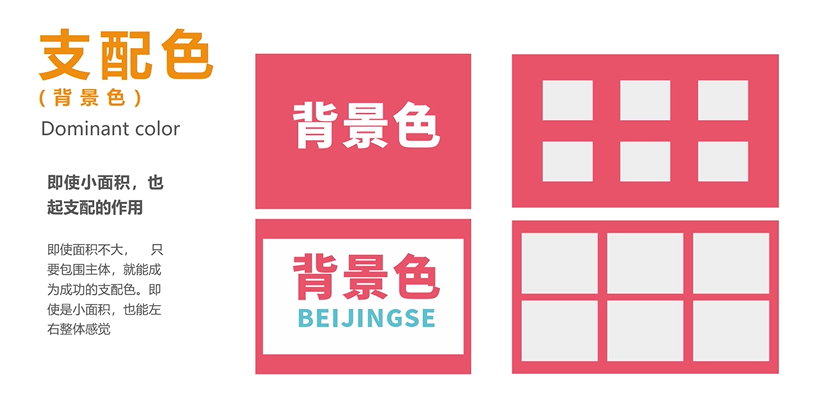 支配色
(背景色)
Dominant color
即使小面积，也
起支配的作用
即使面积不大， 只
要包围主体，就能成
为成功的支配色。即
使是小面积，也能左
右整体感觉
背景色
背景色
BEIJINGSE